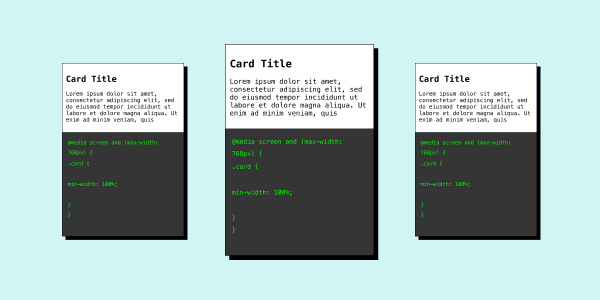 Card Title
Lorem ipsum dolor sit amet,
consectetur adipiscing elit, sed
do eiusmod tempor incididunt ut
labore et dolore magna aliqua. Ut
enim ad minim veniam, quis
@media screen and (max-width:
768px) {
.card {
min-width: 100%;
}
}
Card Title
Lorem ipsum dolor sit amet,
consectetur adipiscing elit, sed
do eiusmod tempor incididunt ut
labore et dolore magna aliqua. Ut
enim ad minim veniam, quis
@media screen and (max-width:
768px) {
.card {
min-width: 100%;
}
}
Card Title
Lorem ipsum dolor sit amet,
consectetur adipiscing elit, sed
do eiusmod tempor incididunt ut
labore et dolore magna aliqua. Ut
enim ad minim veniam, quis
@media screen and (max-width:
768px) {
.card {
min-width: 100%;
}
}